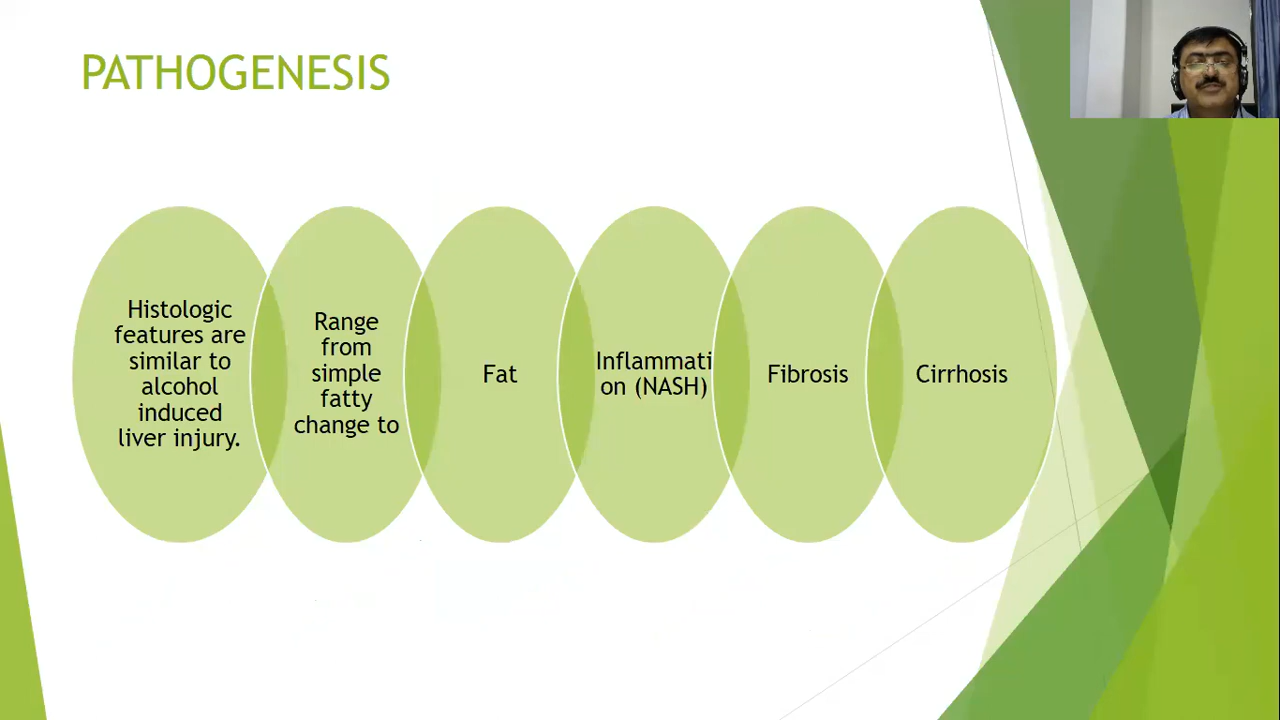 PATHOGENESIS
Histologic
features are
similar to
alcohol
induced
liver injury.
Range
from
simple
fatty
change to
Fat
Inflammati
on (NASH)
Fibrosis
Cirrhosis